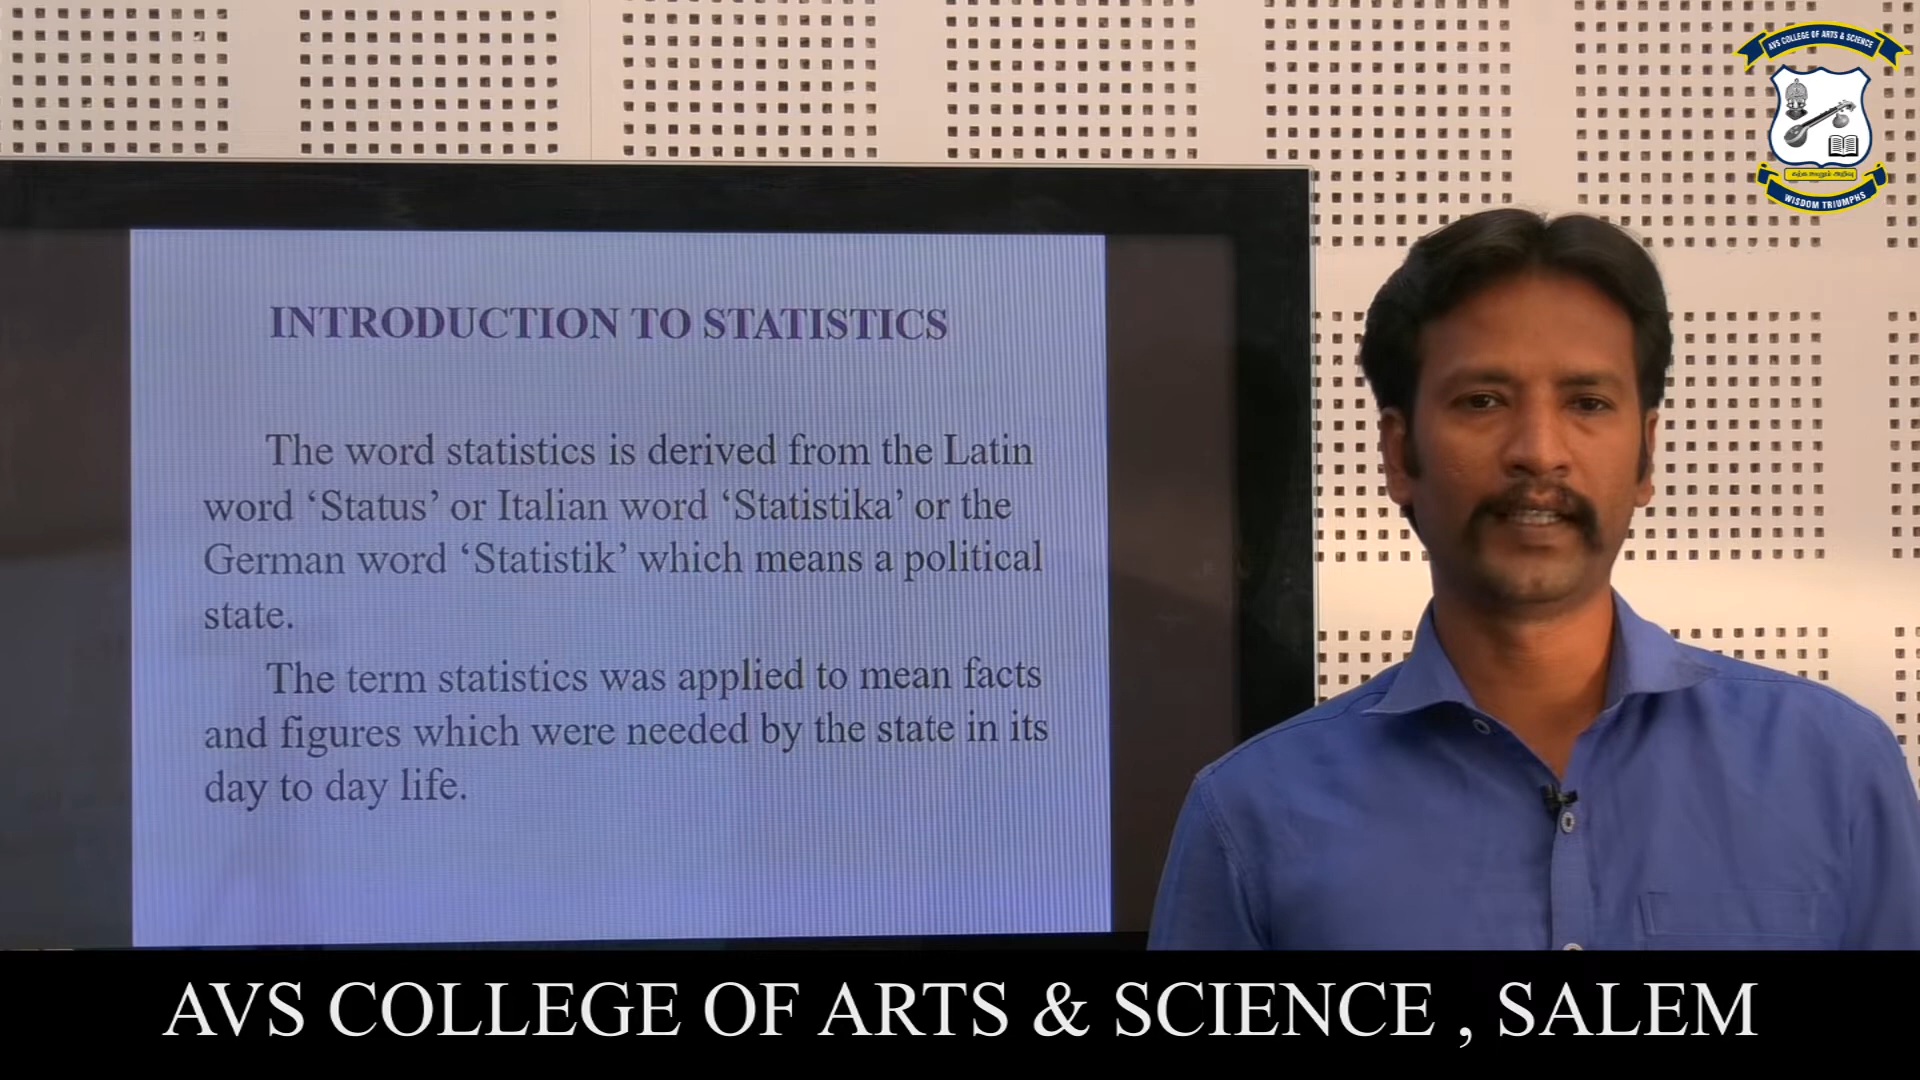 AVS COLLEGE OF ARTS & SCIENCE
கற்க ஊறும் அறிவு
WISDOM TRIUMPHS
INTRODUCTION TO STATISTICS
The word statistics is derived from the Latin
word ‘Status’ or Italian word ‘Statistika’ or the
German word ‘Statistik’ which means a political
state.
The term statistics was applied to mean facts
and figures which were needed by the state in its
day to day life.
AVS COLLEGE OF ARTS & SCIENCE , SALEM